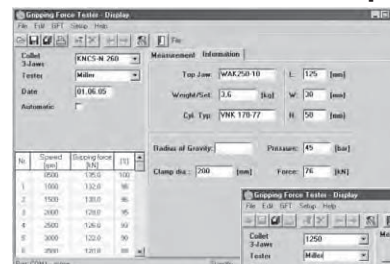 Gripping Force Tester - Display
File Edit GFT Setup Help
File
Collet
3-Jaws
KNCS-N 260
Tester
Miller
Date
01.06.05
Automatic
Measurement Information
Top Jaw: WAK250-10 L: 125 [mm]
Weight/Set: 3,6 [kg] W: 30 [mm]
Cyl. Typ: VNK 170-77 H: 50 [mm]
Radius of Gravity: Pressure: 45 [bar]
Clamp dia.: 200 [mm] Force: 76 [kN]
Nr. Speed [rpm] Gripping force [kN] [%]
0500 135.0 100
1 1000 132.0 98
2 1500 130.0 96
3 2000 128.0 95
4 2500 126.0 93
5 3000 122.0 90
6 3500
Gripping Force Tester - Display
File Edit GFT Setup Help
Collet
3-Jaws
1250
Tester
Miller